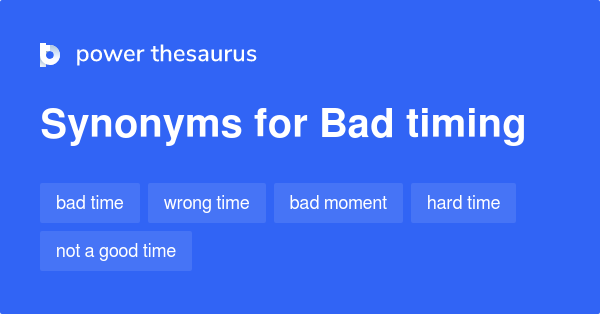 power thesaurus
Synonyms for Bad timing
bad time wrong time bad moment hard time
not a good time